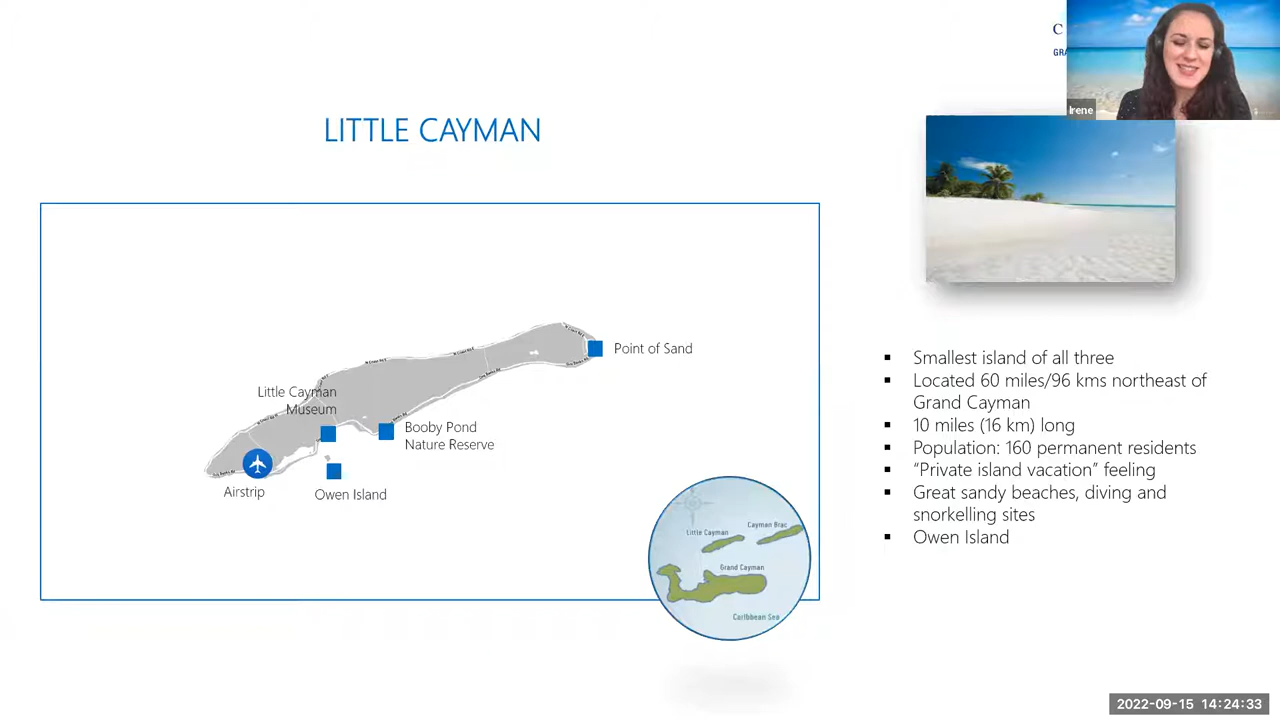 C
GRA
Irene
LITTLE CAYMAN
Point of Sand
Little Cayman
Museum
Booby Pond
Nature Reserve
Airstrip
Owen Island
Little Cayman
Cayman Brac
Grand Cayman
Caribbean Sea
▪ Smallest island of all three
▪ Located 60 miles/96 kms northeast of
Grand Cayman
▪ 10 miles (16 km) long
▪ Population: 160 permanent residents
▪ “Private island vacation” feeling
▪ Great sandy beaches, diving and
snorkelling sites
▪ Owen Island
2022-09-15 14:24:33